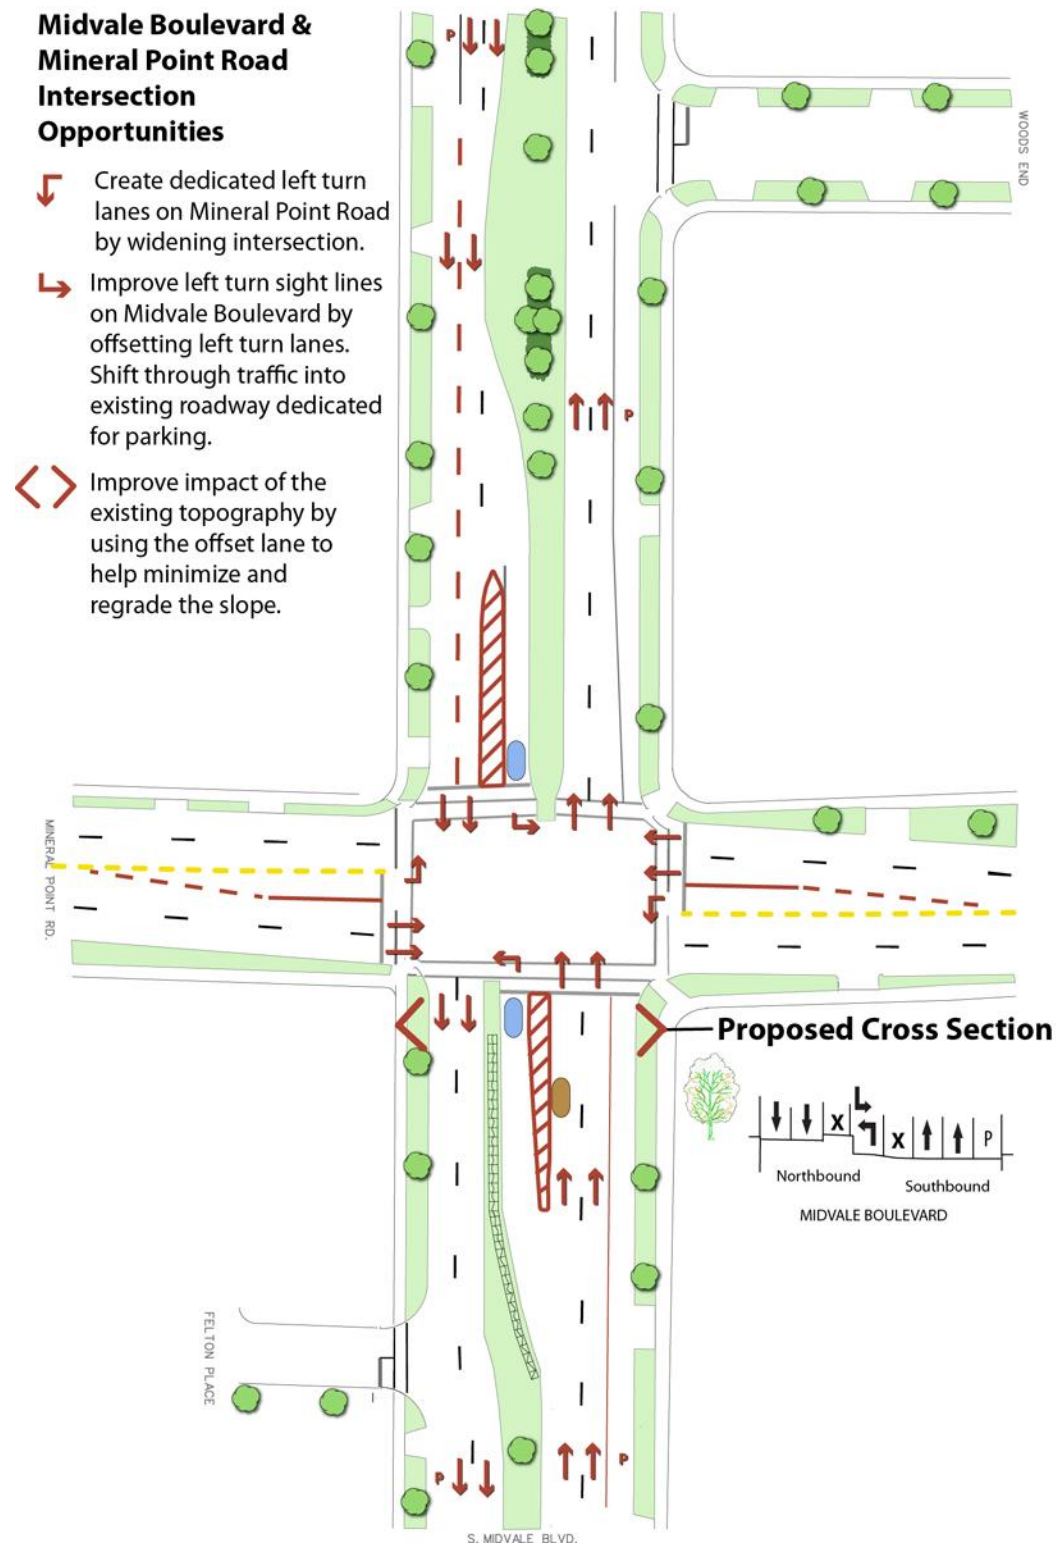 Midvale Boulevard &
Mineral Point Road
Intersection
Opportunities
Create dedicated left turn
lanes on Mineral Point Road
by widening intersection.
Improve left turn sight lines
on Midvale Boulevard by
offsetting left turn lanes.
Shift through traffic into
existing roadway dedicated
for parking.
Improve impact of the
existing topography by
using the offset lane to
help minimize and
regrade the slope.
P
WOODS END
P
MINERAL POINT RD.
Proposed Cross Section
X
X
P
Northbound
Southbound
MIDVALE BOULEVARD
FELTON PLACE
P
P
S. MIDVALE BLVD.